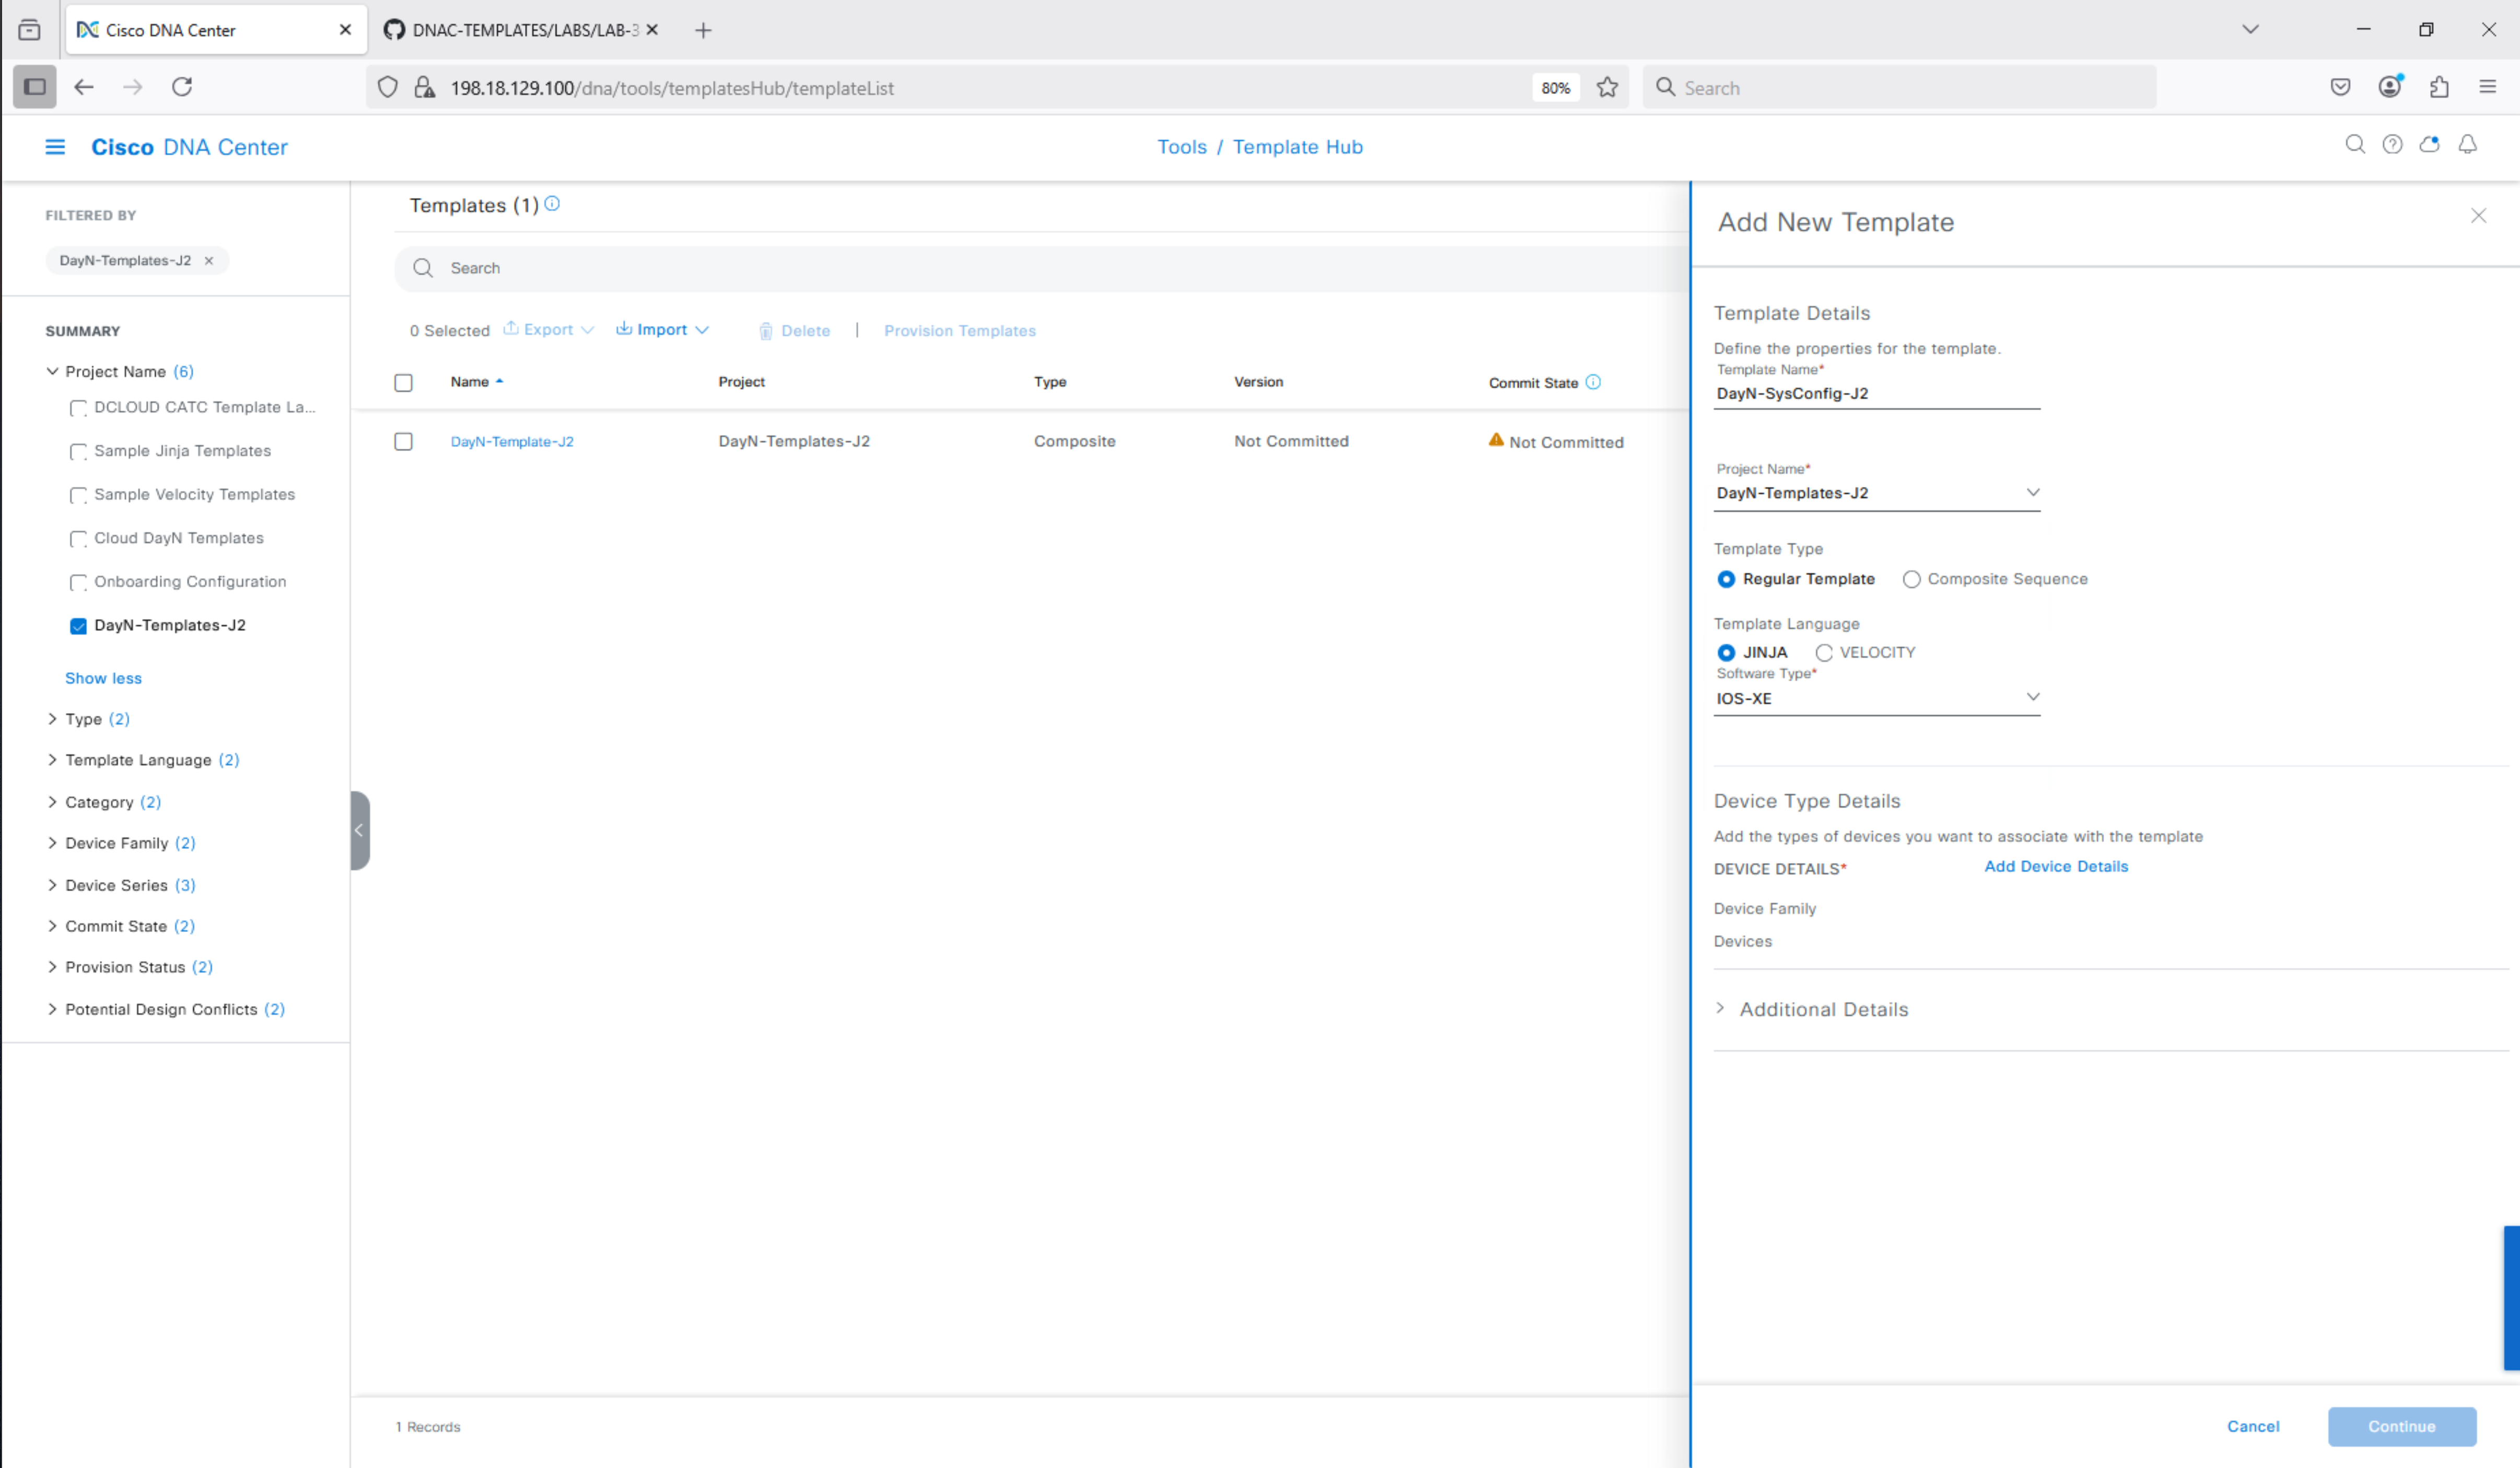 Cisco DNA Center
DNAC-TEMPLATES/LABS/LAB-3
198.18.129.100/dna/tools/templatesHub/templateList
80%
Search
Cisco DNA Center
Tools / Template Hub
FILTERED BY
DayN-Templates-J2
SUMMARY
Project Name (6)
DCLOUD CATC Template La...
Sample Jinja Templates
Sample Velocity Templates
Cloud DayN Templates
Onboarding Configuration
DayN-Templates-J2
Show less
Type (2)
Template Language (2)
Category (2)
Device Family (2)
Device Series (3)
Commit State (2)
Provision Status (2)
Potential Design Conflicts (2)
Templates (1)
Search
0 Selected Export Import Delete | Provision Templates
Name Project Type Version Commit State
DayN-Template-J2 DayN-Templates-J2 Composite Not Committed Not Committed
1 Records
Add New Template
Template Details
Define the properties for the template.
Template Name*
DayN-SysConfig-J2
Project Name*
DayN-Templates-J2
Template Type
Regular Template Composite Sequence
Template Language
JINJA VELOCITY
Software Type*
IOS-XE
Device Type Details
Add the types of devices you want to associate with the template
DEVICE DETAILS* Add Device Details
Device Family
Devices
Additional Details
Cancel Continue